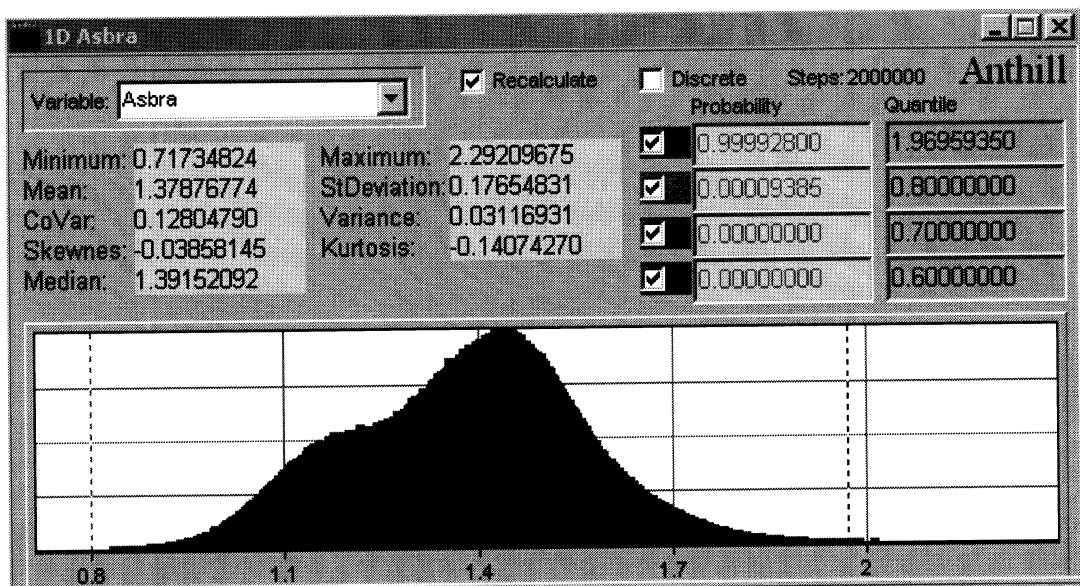 1D Asbra
Variable: Asbra
Recalculate
Discrete
Steps: 2000000
Anthill
Probability Quantile
0.99992800 1.96959350
0.00009385 0.80000000
0.00000000 0.70000000
0.00000000 0.60000000
Minimum: 0.71734824 Maximum: 2.29209675
Mean: 1.37876774 StDeviation: 0.17654831
CoVar: 0.12804790 Variance: 0.03116931
Skewnes: -0.03858145 Kurtosis: -0.14074270
Median: 1.39152092
0.8 1.1 1.4 1.7 2